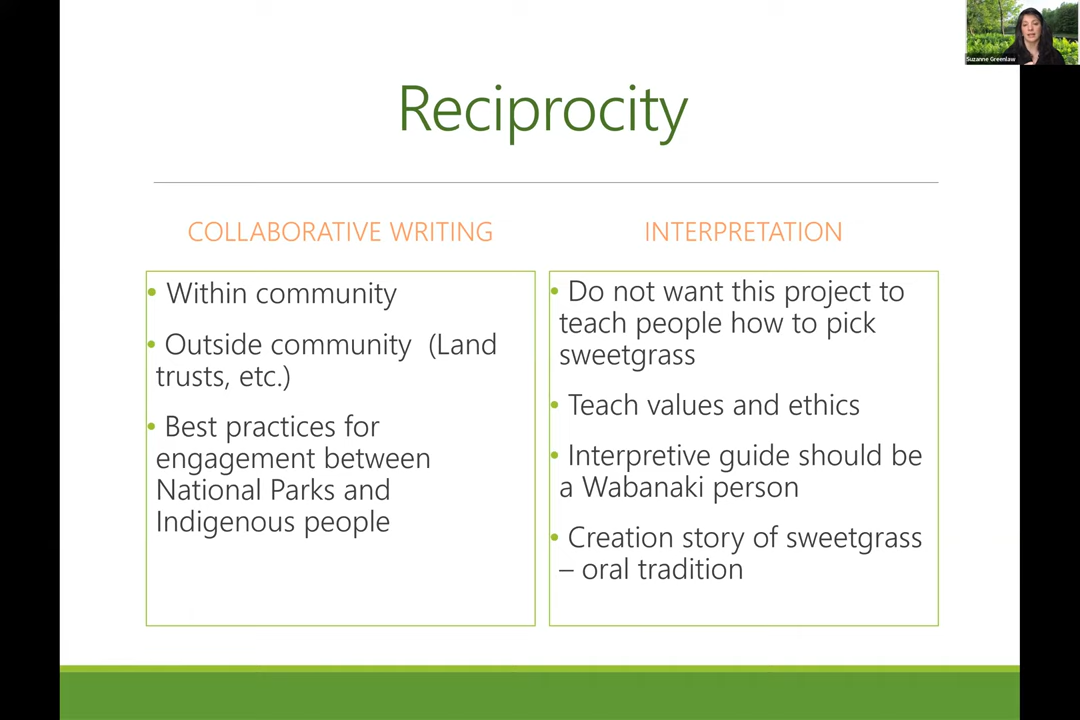 Suzanne Greenlaw
Reciprocity
COLLABORATIVE WRITING
• Within community
• Outside community (Land
trusts, etc.)
• Best practices for
engagement between
National Parks and
Indigenous people
INTERPRETATION
• Do not want this project to
teach people how to pick
sweetgrass
• Teach values and ethics
• Interpretive guide should be
a Wabanaki person
• Creation story of sweetgrass
– oral tradition